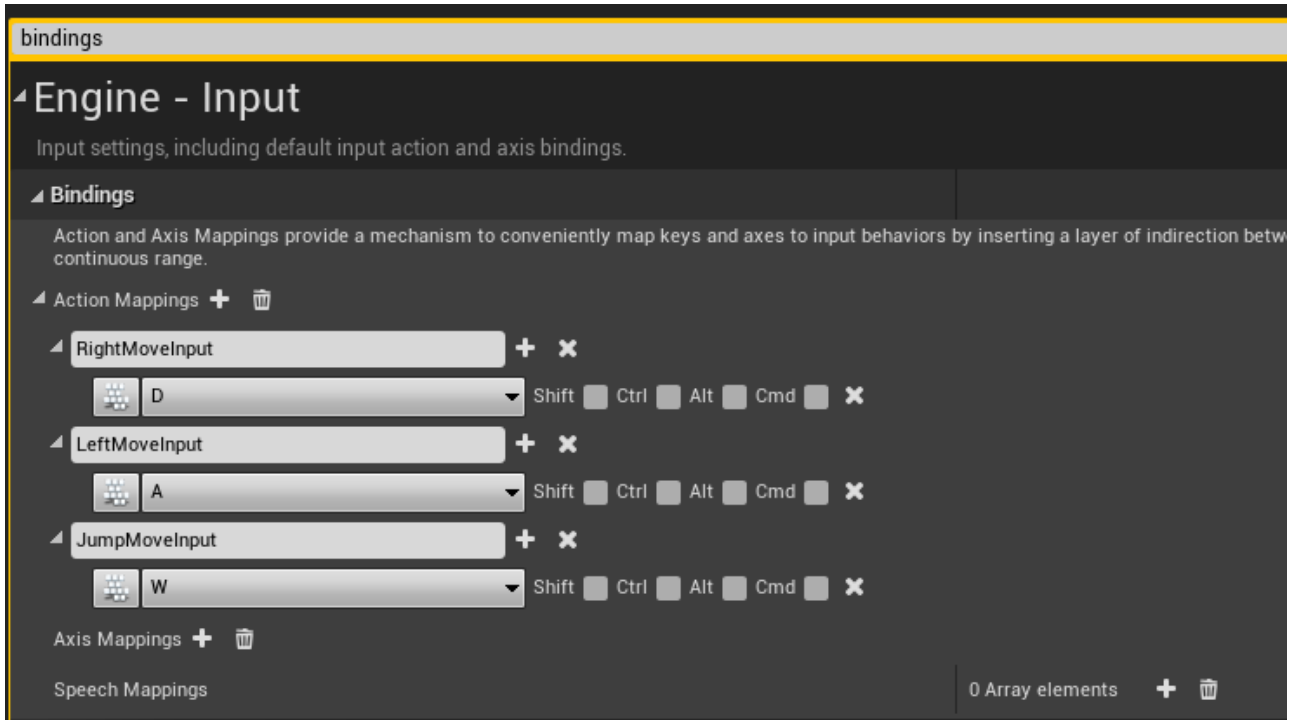 bindings
Engine - Input
Input settings, including default input action and axis bindings.
Bindings
Action and Axis Mappings provide a mechanism to conveniently map keys and axes to input behaviors by inserting a layer of indirection
continuous range.
Action Mappings
RightMoveInput
D Shift Ctrl Alt Cmd
LeftMoveInput
A Shift Ctrl Alt Cmd
JumpMoveInput
W Shift Ctrl Alt Cmd
Axis Mappings
Speech Mappings 0 Array elements